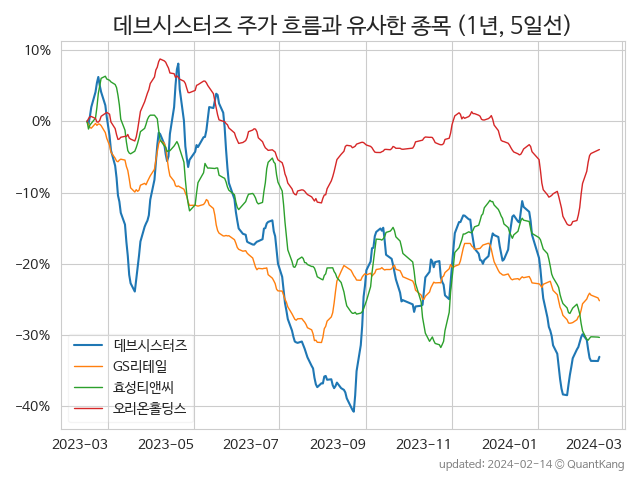 데브시스터즈 주가 흐름과 유사한 종목 (1년, 5일선)
10%
0%
−10%
−20%
−30%
−40%
데브시스터즈
GS리테일
효성티앤씨
오리온홀딩스
2023-03 2023-05 2023-07 2023-09 2023-11 2024-01 2024-03
updated: 2024-02-14 © QuantKang